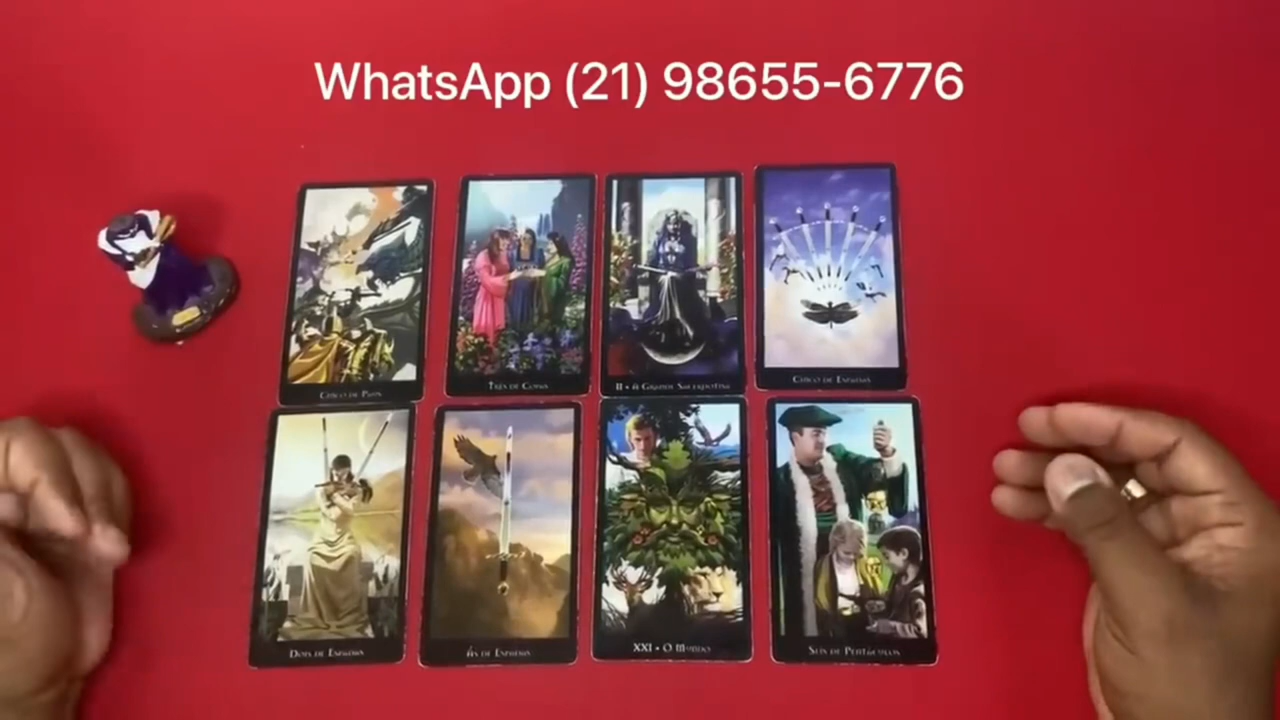 WhatsApp (21) 98655-6776
Cinco de Paus
Três de Copas
II • A Grande Sacerdotisa
Cinco de Espadas
Dois de Espadas
Ás de Espadas
XXI • O Mundo
Seis de Pentáculos